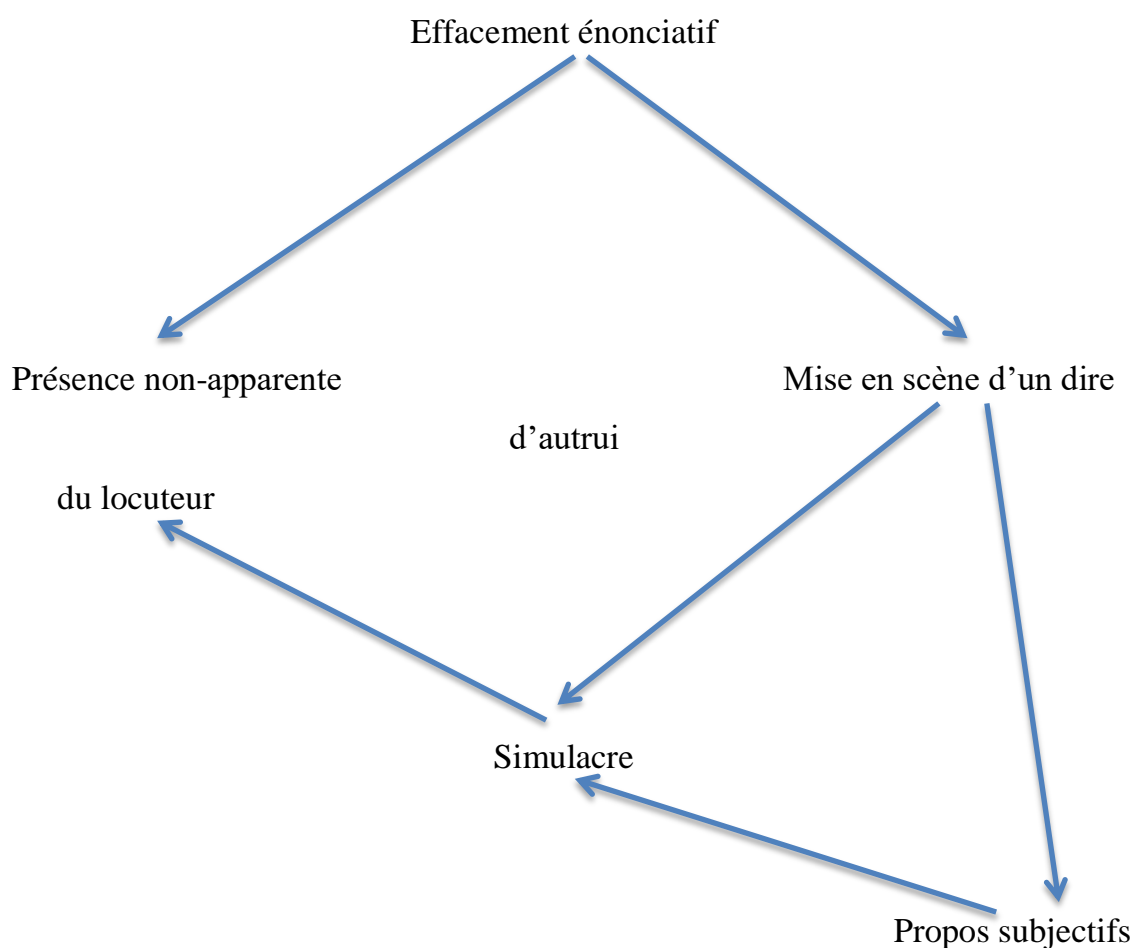 Effacement énonciatif
Présence non-apparente
Mise en scène d’un dire
d’autrui
du locuteur
Simulacre
Propos subjectifs